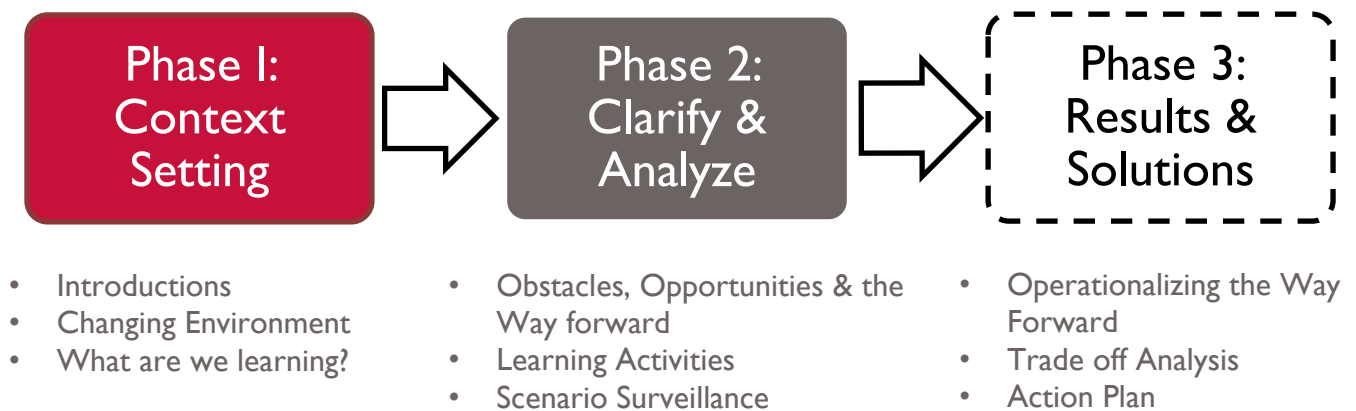 Phase 1:
Context
Setting
Phase 2:
Clarify &
Analyze
Phase 3:
Results &
Solutions
• Introductions
• Changing Environment
• What are we learning?
• Obstacles, Opportunities & the
Way forward
• Learning Activities
• Scenario Surveillance
• Operationalizing the Way
Forward
• Trade off Analysis
• Action Plan